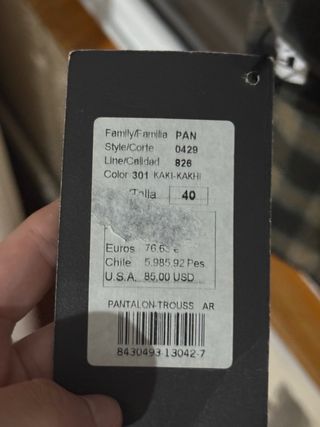 Family/Familia PAN
Style/Corte 0429
Line/Calidad 826
Color 301 KAKI-KAKHI
Talla 40
Euros 76.6 €
Chile 5.985,92 Pes
U.S.A. 85,00 USD
PANTALON-TROUSS AR
8430493 13042-7